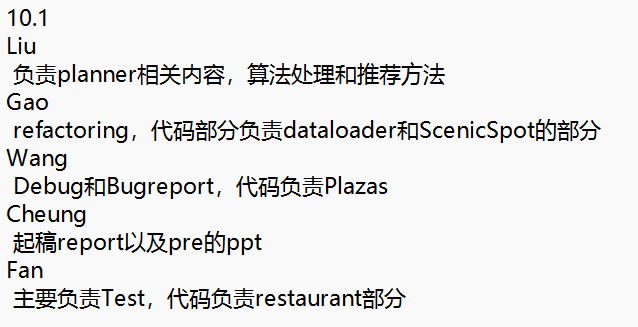 10.1
Liu
负责planner相关内容，算法处理和推荐方法
Gao
refactoring，代码部分负责dataloader和ScenicSpot的部分
Wang
Debug和Bugreport，代码负责Plazas
Cheung
起稿report以及pre的ppt
Fan
主要负责Test，代码负责restaurant部分